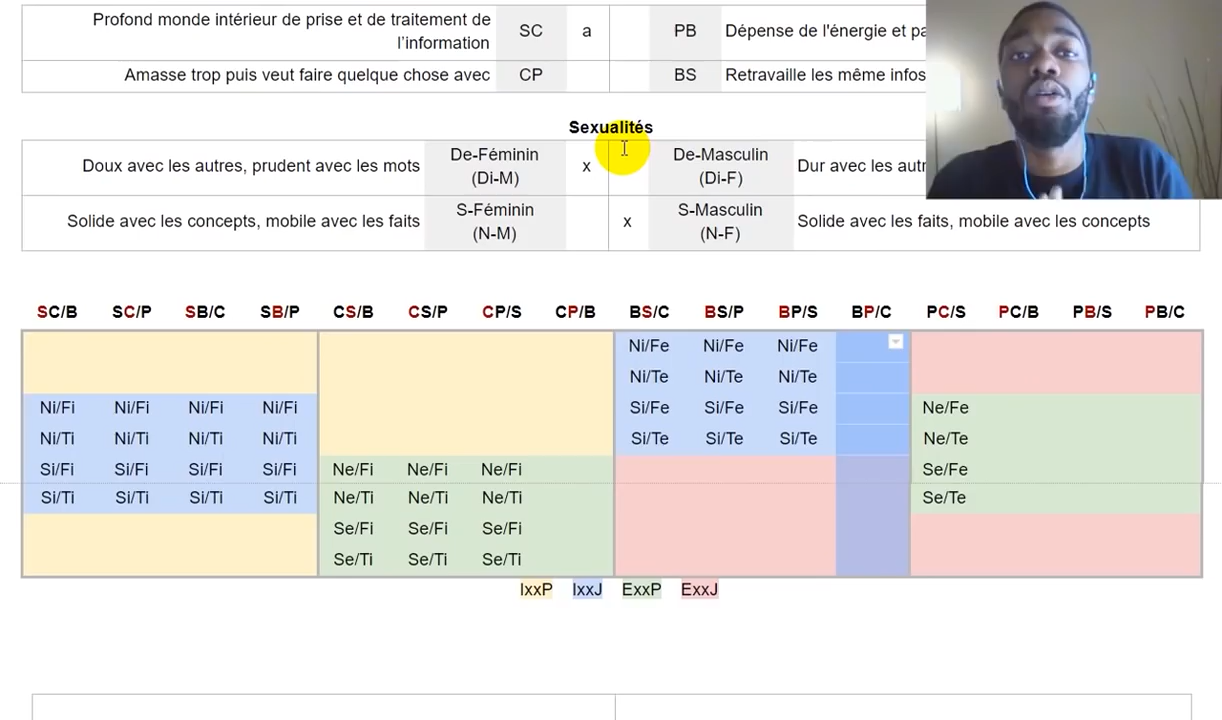 Profond monde intérieur de prise et de traitement de l'information SC a PB Dépense de l'énergie et
Amasse trop puis veut faire quelque chose avec CP BS Retravaille les même infos
Sexualités
Doux avec les autres, prudent avec les mots De-Féminin (Di-M) x De-Masculin (Di-F) Dur avec les
Solide avec les concepts, mobile avec les faits S-Féminin (N-M) x S-Masculin (N-F) Solide avec les faits, mobile avec les concepts
SC/B SC/P SB/C SB/P CS/B CS/P CP/S CP/B BS/C BS/P BP/S BP/C PC/S PC/B PB/S PB/C
Ni/Fe Ni/Fe Ni/Fe
Ni/Te Ni/Te Ni/Te
Ni/Fi Ni/Fi Ni/Fi Ni/Fi Si/Fe Si/Fe Si/Fe Ne/Fe
Ni/Ti Ni/Ti Ni/Ti Ni/Ti Si/Te Si/Te Si/Te Ne/Te
Si/Fi Si/Fi Si/Fi Si/Fi Ne/Fi Ne/Fi Ne/Fi Se/Fe
Si/Ti Si/Ti Si/Ti Si/Ti Ne/Ti Ne/Ti Ne/Ti Se/Te
Se/Fi Se/Fi Se/Fi
Se/Ti Se/Ti Se/Ti
IxxP IxxJ ExxP ExxJ